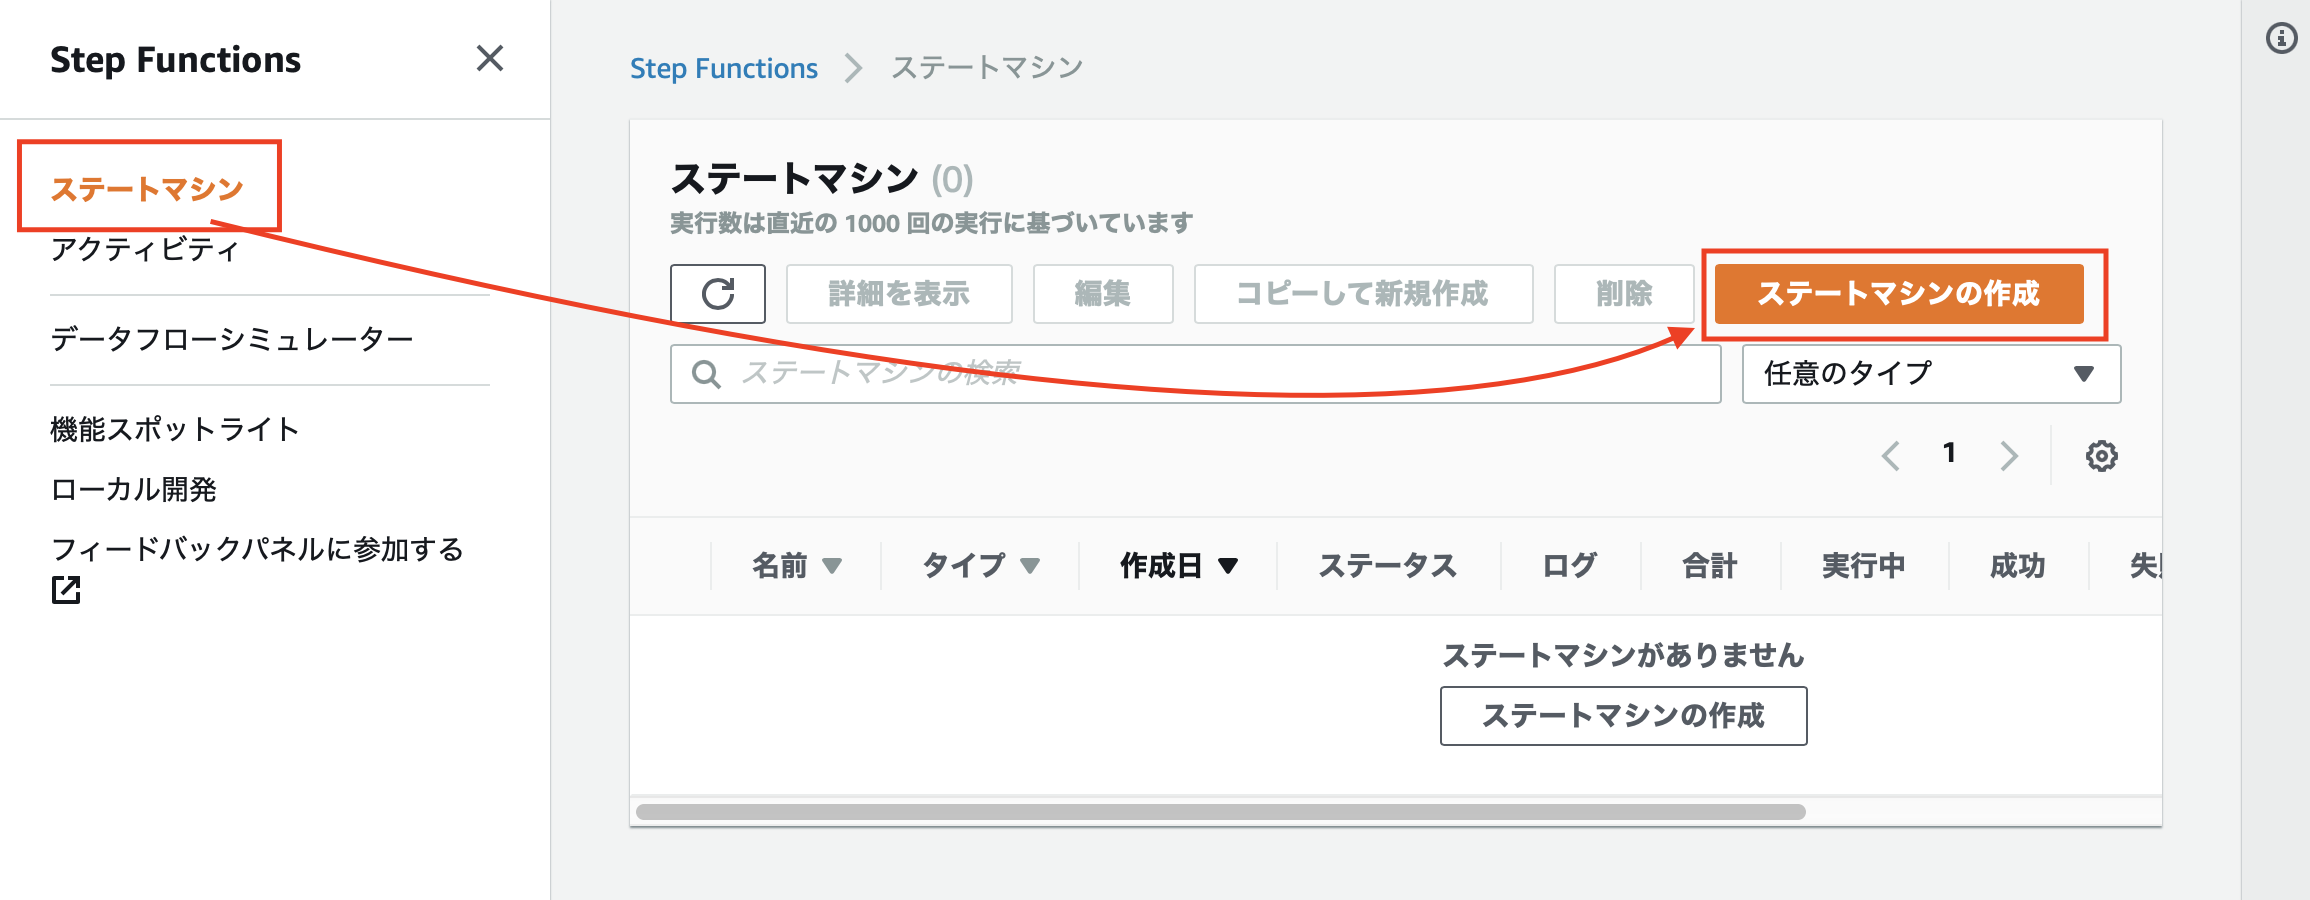 Step Functions
ステートマシン
アクティビティ
データフローシミュレーター
機能スポットライト
ローカル開発
フィードバックパネルに参加する
Step Functions ステートマシン
ステートマシン (0)
実行数は直近の 1000 回の実行に基づいています
詳細を表示 編集 コピーして新規作成 削除 ステートマシンの作成
ステートマシンの検索 任意のタイプ
1
名前 タイプ 作成日 ステータス ログ 合計 実行中 成功
ステートマシンがありません
ステートマシンの作成